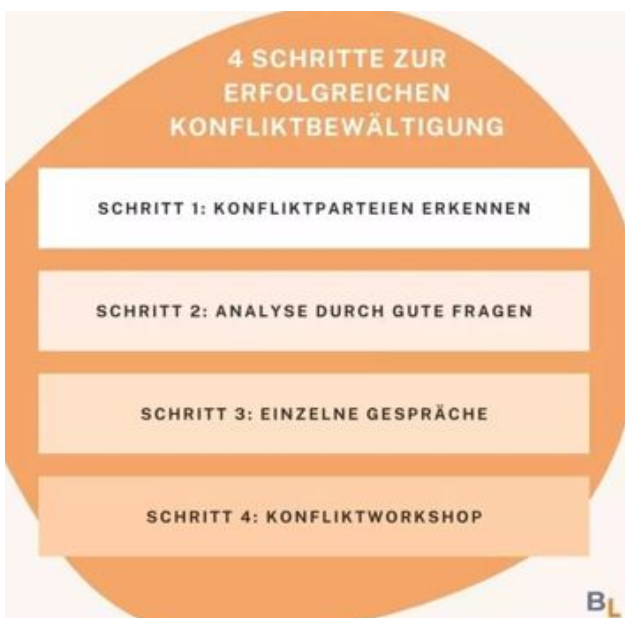 4 SCHRITTE ZUR
ERFOLGREICHEN
KONFLIKTBEWÄLTIGUNG
SCHRITT 1: KONFLIKTPARTEIEN ERKENNEN
SCHRITT 2: ANALYSE DURCH GUTE FRAGEN
SCHRITT 3: EINZELNE GESPRÄCHE
SCHRITT 4: KONFLIKTWORKSHOP
BL